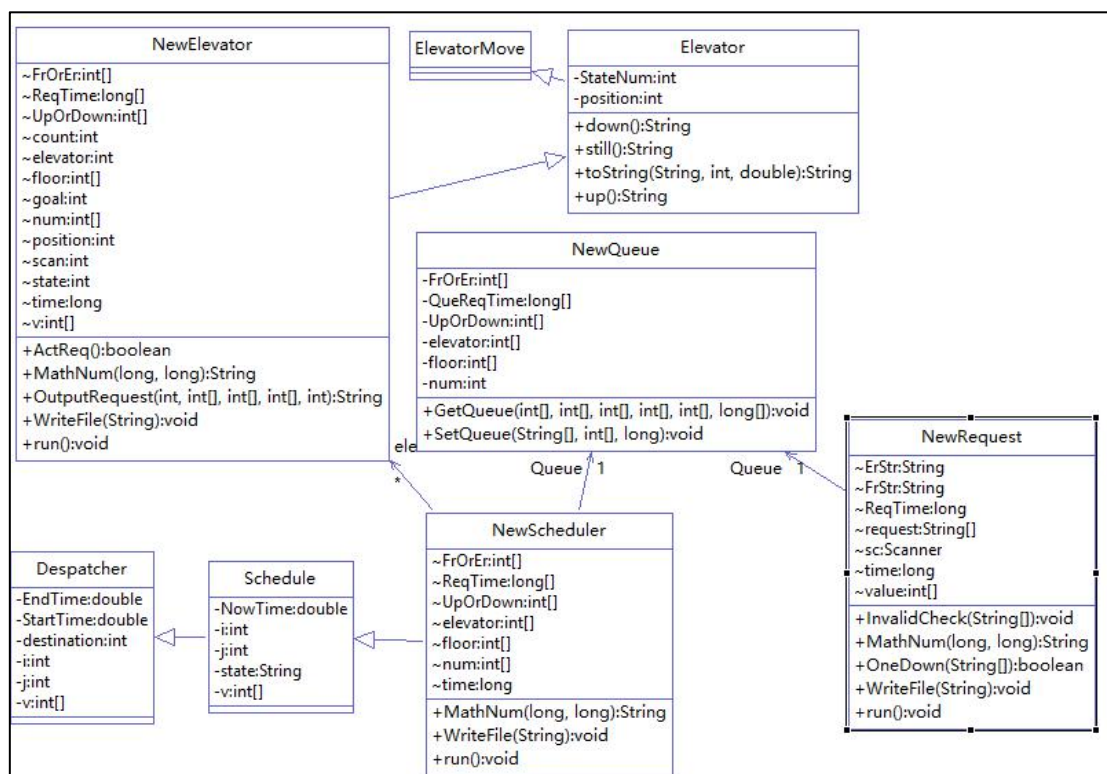 NewElevator
~FrOrEr:int[]
~ReqTime:long[]
~UpOrDown:int[]
~count:int
~elevator:int
~floor:int[]
~goal:int
~num:int[]
~position:int
~scan:int
~state:int
~time:long
~v:int[]
+ActReq():boolean
+MathNum(long, long):String
+OutputRequest(int, int[], int[], int[], int):String
+WriteFile(String):void
+run():void
ElevatorMove
Elevator
-StateNum:int
-position:int
+down():String
+still():String
+toString(String, int, double):String
+up():String
NewQueue
-FrOrEr:int[]
-QueReqTime:long[]
-UpOrDown:int[]
-elevator:int[]
-floor:int[]
-num:int
+GetQueue(int[], int[], int[], int[], int[], long[]):void
+SetQueue(String[], int[], long):void
ele
*
Queue 1
Queue 1
NewRequest
~ErStr:String
~FrStr:String
~ReqTime:long
~request:String[]
~sc:Scanner
~time:long
~value:int[]
+InvalidCheck(String[]):void
+MathNum(long, long):String
+OneDown(String[]):boolean
+WriteFile(String):void
+run():void
Despatcher
-EndTime:double
-StartTime:double
-destination:int
-i:int
-j:int
-v:int[]
Schedule
-NowTime:double
-i:int
-j:int
-state:String
-v:int[]
NewScheduler
~FrOrEr:int[]
~ReqTime:long[]
~UpOrDown:int[]
~elevator:int[]
~floor:int[]
~num:int[]
~time:long
+MathNum(long, long):String
+WriteFile(String):void
+run():void